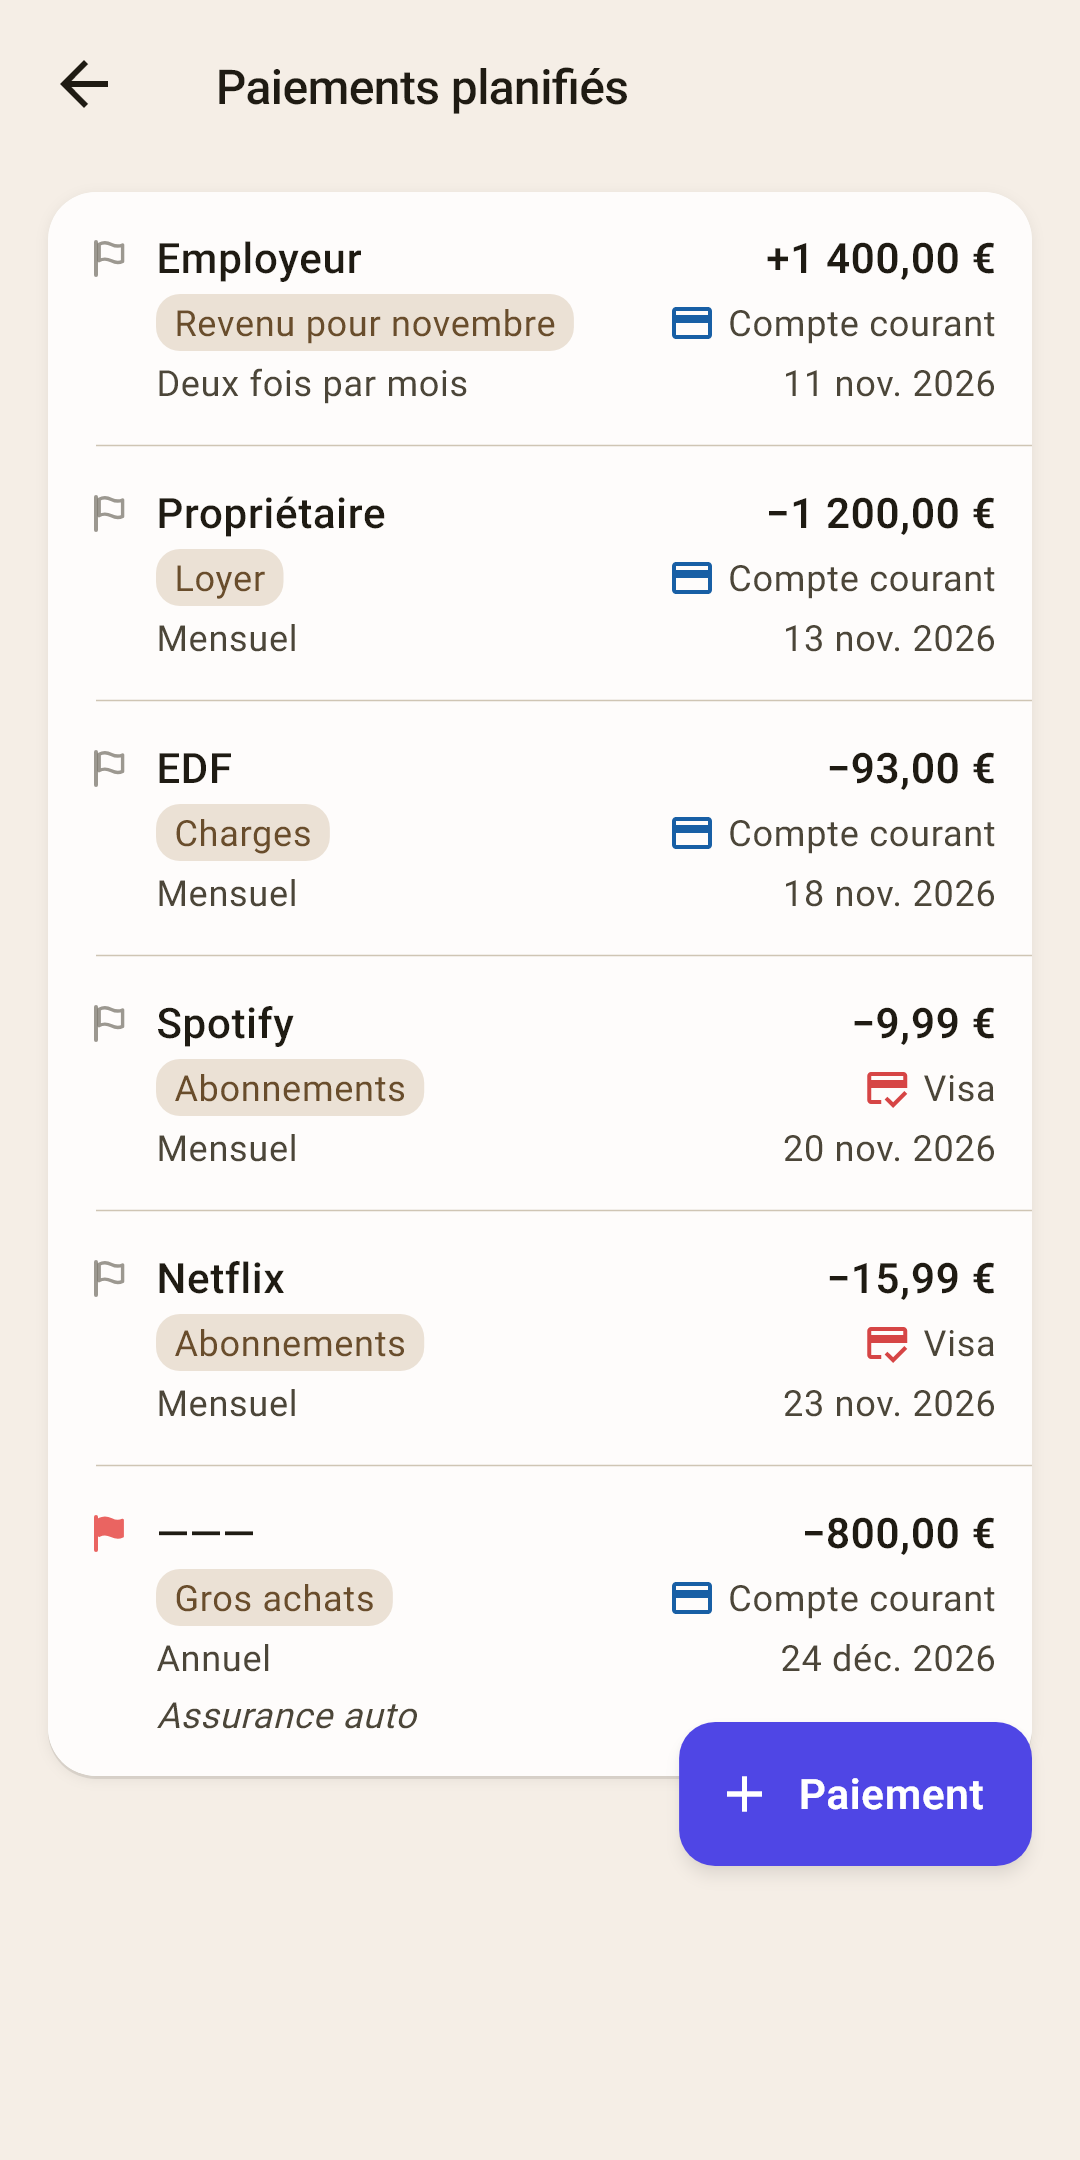 Paiements planifiés
Employeur +1 400,00 €
Revenu pour novembre Compte courant
Deux fois par mois 11 nov. 2026
Propriétaire −1 200,00 €
Loyer Compte courant
Mensuel 13 nov. 2026
EDF −93,00 €
Charges Compte courant
Mensuel 18 nov. 2026
Spotify −9,99 €
Abonnements Visa
Mensuel 20 nov. 2026
Netflix −15,99 €
Abonnements Visa
Mensuel 23 nov. 2026
––– −800,00 €
Gros achats Compte courant
Annuel 24 déc. 2026
Assurance auto
+ Paiement